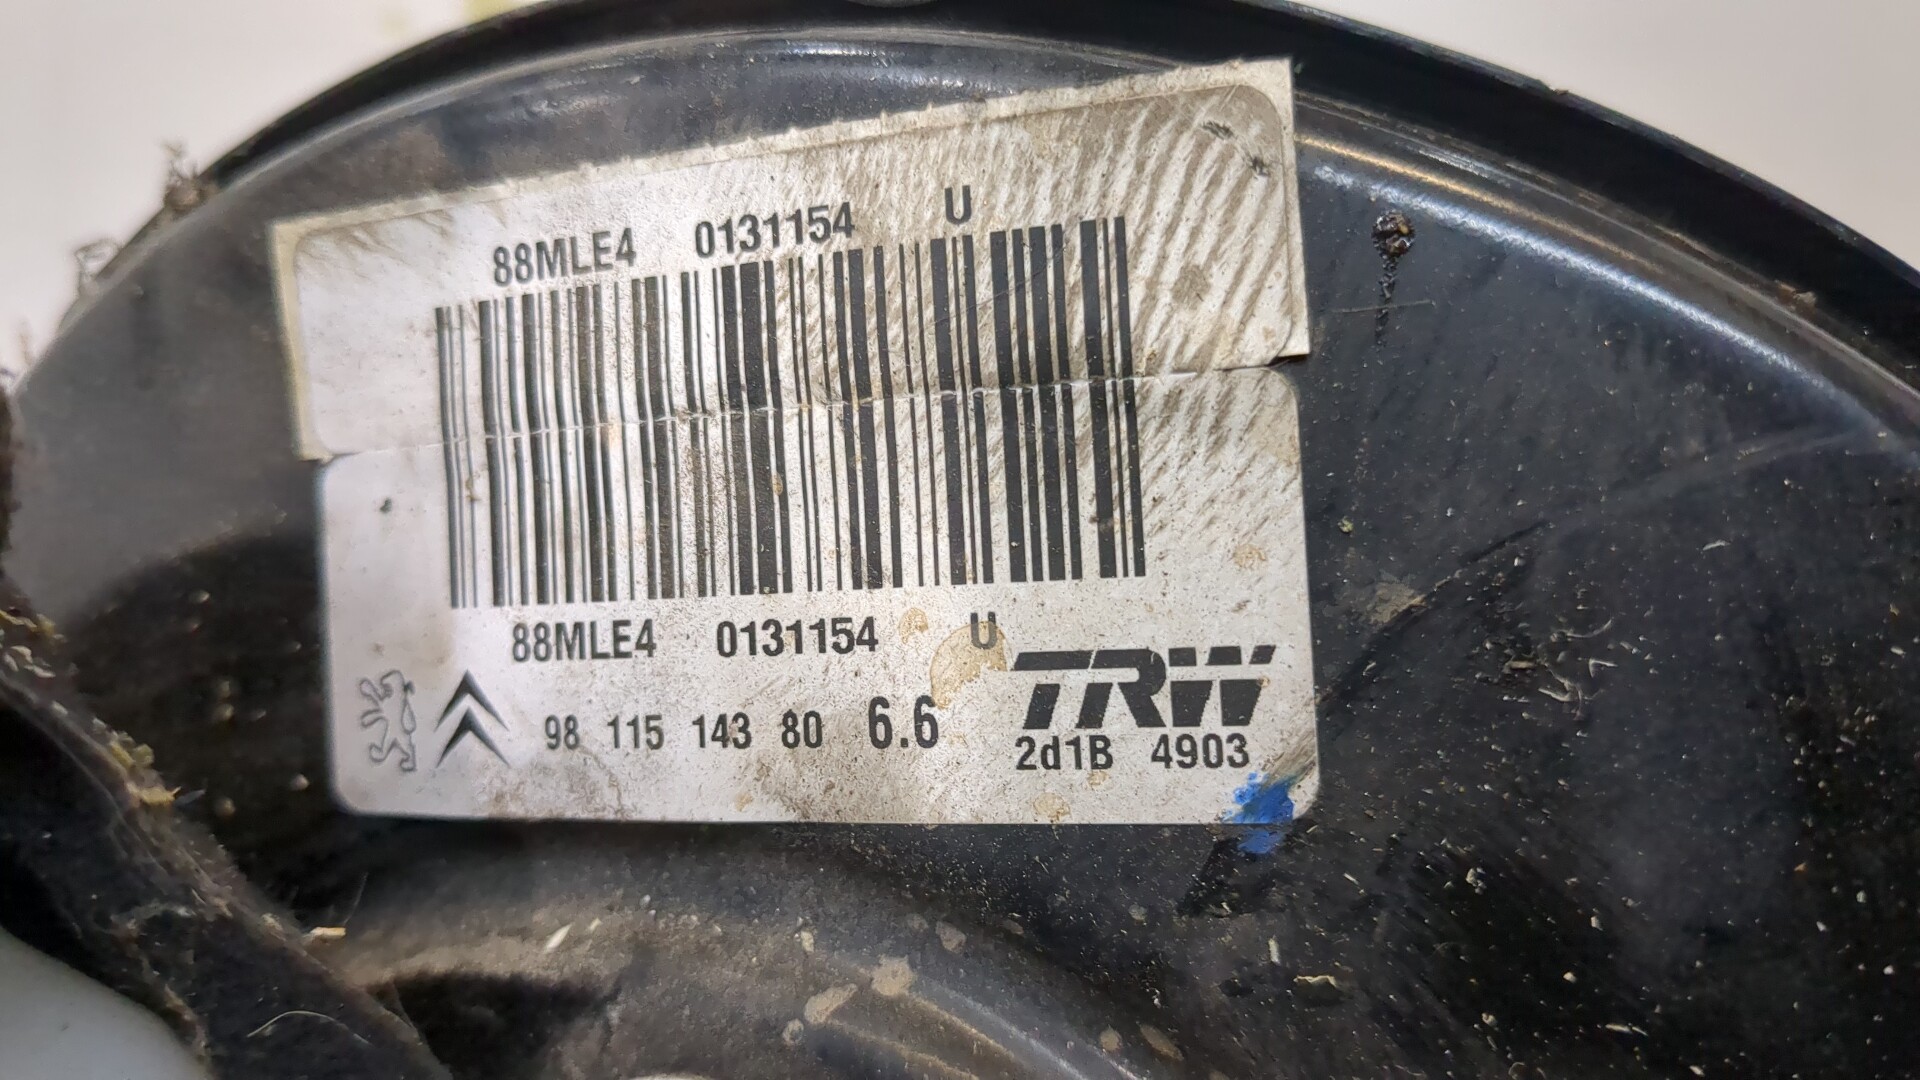 88MLE4 0131154 U
88MLE4 0131154 U
98 115 143 80 6.6 TRW
2d1B 4903